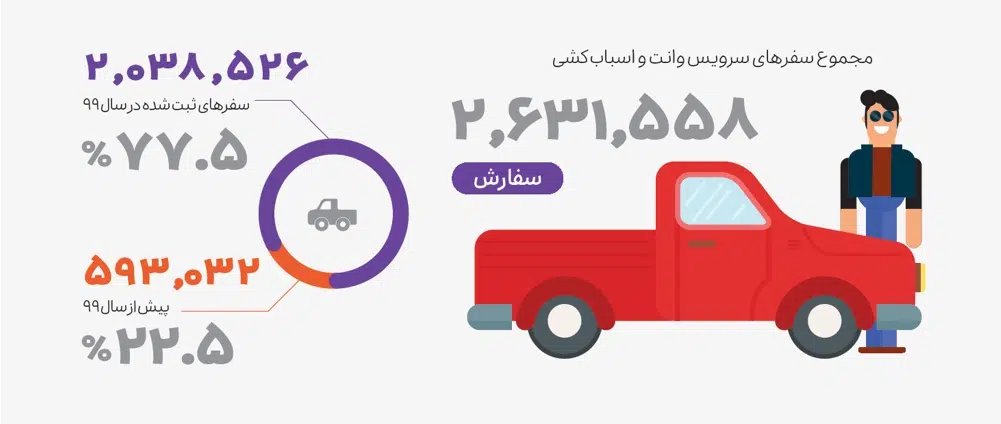 مجموع سفرهای سرویس وانت و اسباب‌کشی
۲,۶۳۱,۵۵۸
سفارش
۲,۰۳۸,۵۲۶
سفرهای ثبت شده در سال ۹۹
%۷۷.۵
۵۹۳,۰۳۲
پیش از سال ۹۹
%۲۲.۵